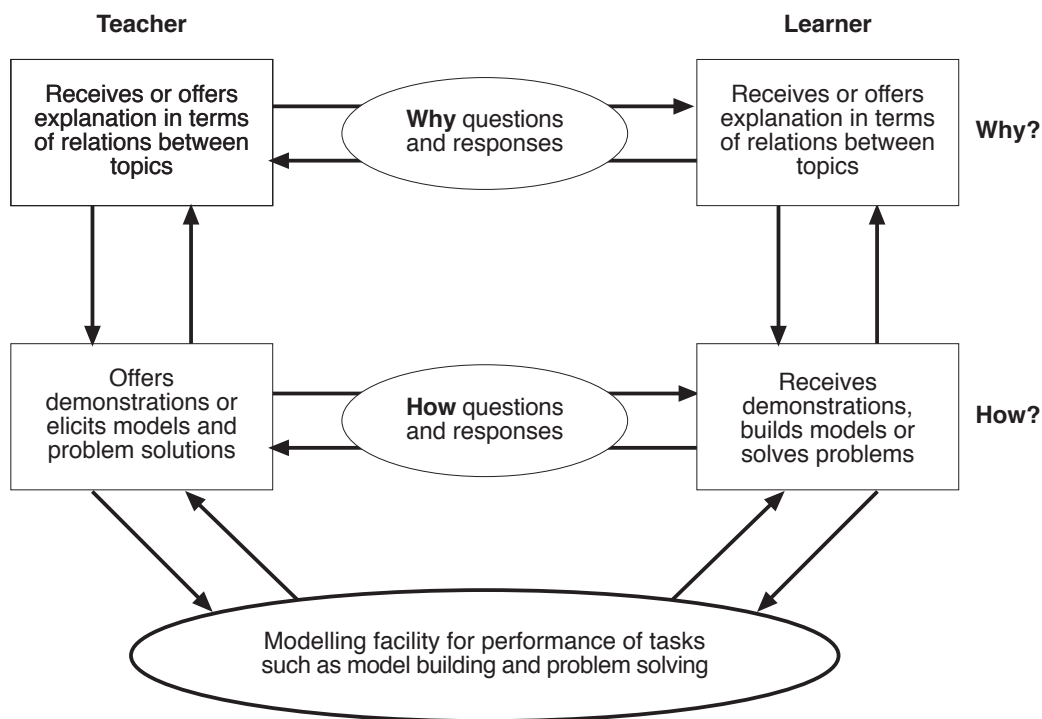 Teacher
Learner
Receives or offers
explanation in terms
of relations between
topics
Why questions
and responses
Receives or offers
explanation in terms
of relations between
topics
Why?
Offers
demonstrations or
elicits models and
problem solutions
How questions
and responses
Receives
demonstrations,
builds models or
solves problems
How?
Modelling facility for performance of tasks
such as model building and problem solving